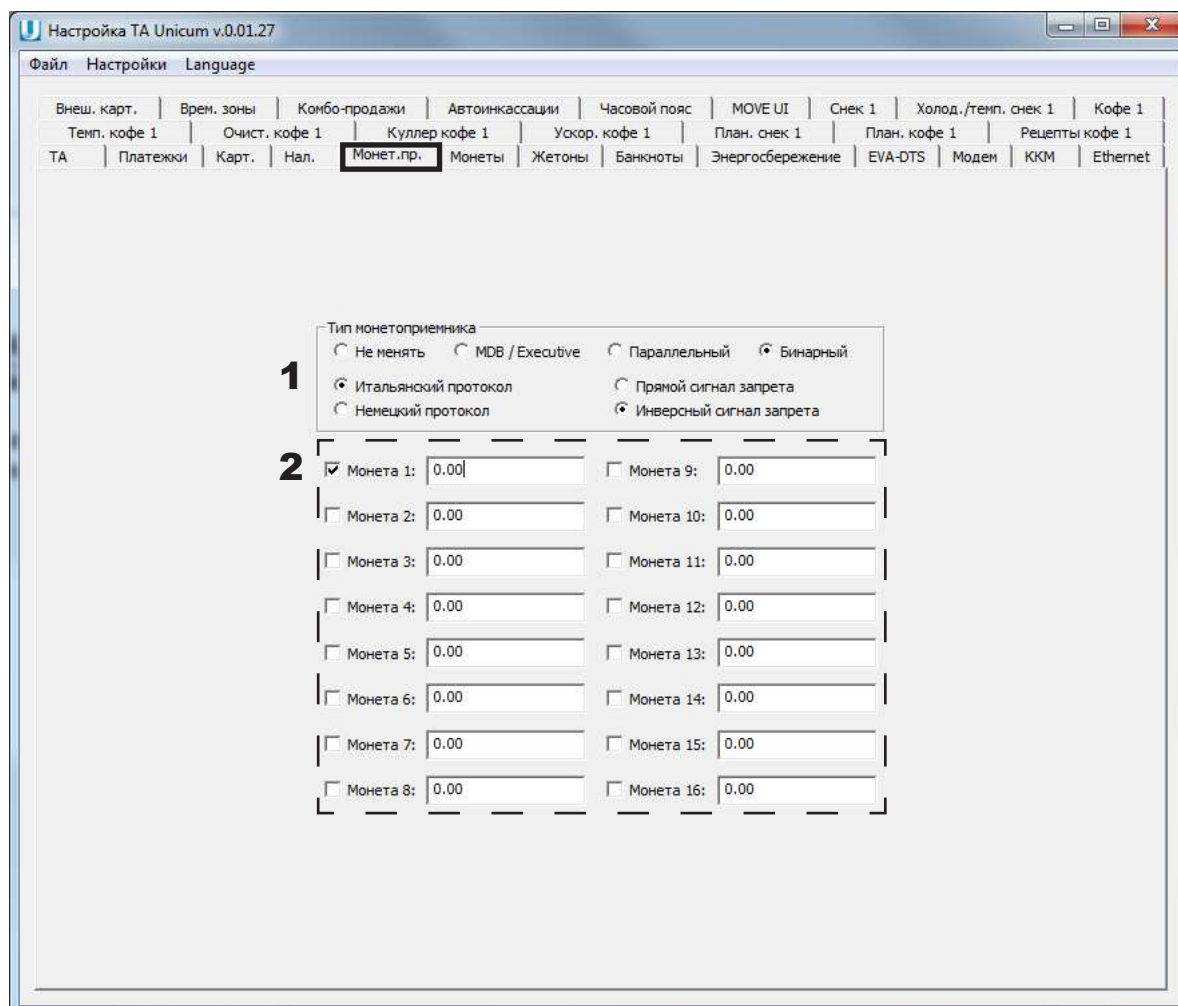 Настройка TA Unicum v.0.01.27
Файл Настройки Language
Внеш. карт. Врем. зоны Комбо-продажи Автоинкассации Часовой пояс MOVE UI Снек 1 Холод./темп. снек 1 Кофе 1
Темп. кофе 1 Очист. кофе 1 Куллер кофе 1 Ускор. кофе 1 План. снек 1 План. кофе 1 Рецепты кофе 1
ТА Платежки Карт. Нал. Монет.пр. Монеты Жетоны Банкноты Энергосбережение EVA-DTS Модем ККМ Ethernet
Тип монетоприемника
Не менять MDB / Executive Параллельный Бинарный
1 Итальянский протокол Прямой сигнал запрета
Немецкий протокол Инверсный сигнал запрета
2 Монета 1: 0.00 Монета 9: 0.00
Монета 2: 0.00 Монета 10: 0.00
Монета 3: 0.00 Монета 11: 0.00
Монета 4: 0.00 Монета 12: 0.00
Монета 5: 0.00 Монета 13: 0.00
Монета 6: 0.00 Монета 14: 0.00
Монета 7: 0.00 Монета 15: 0.00
Монета 8: 0.00 Монета 16: 0.00